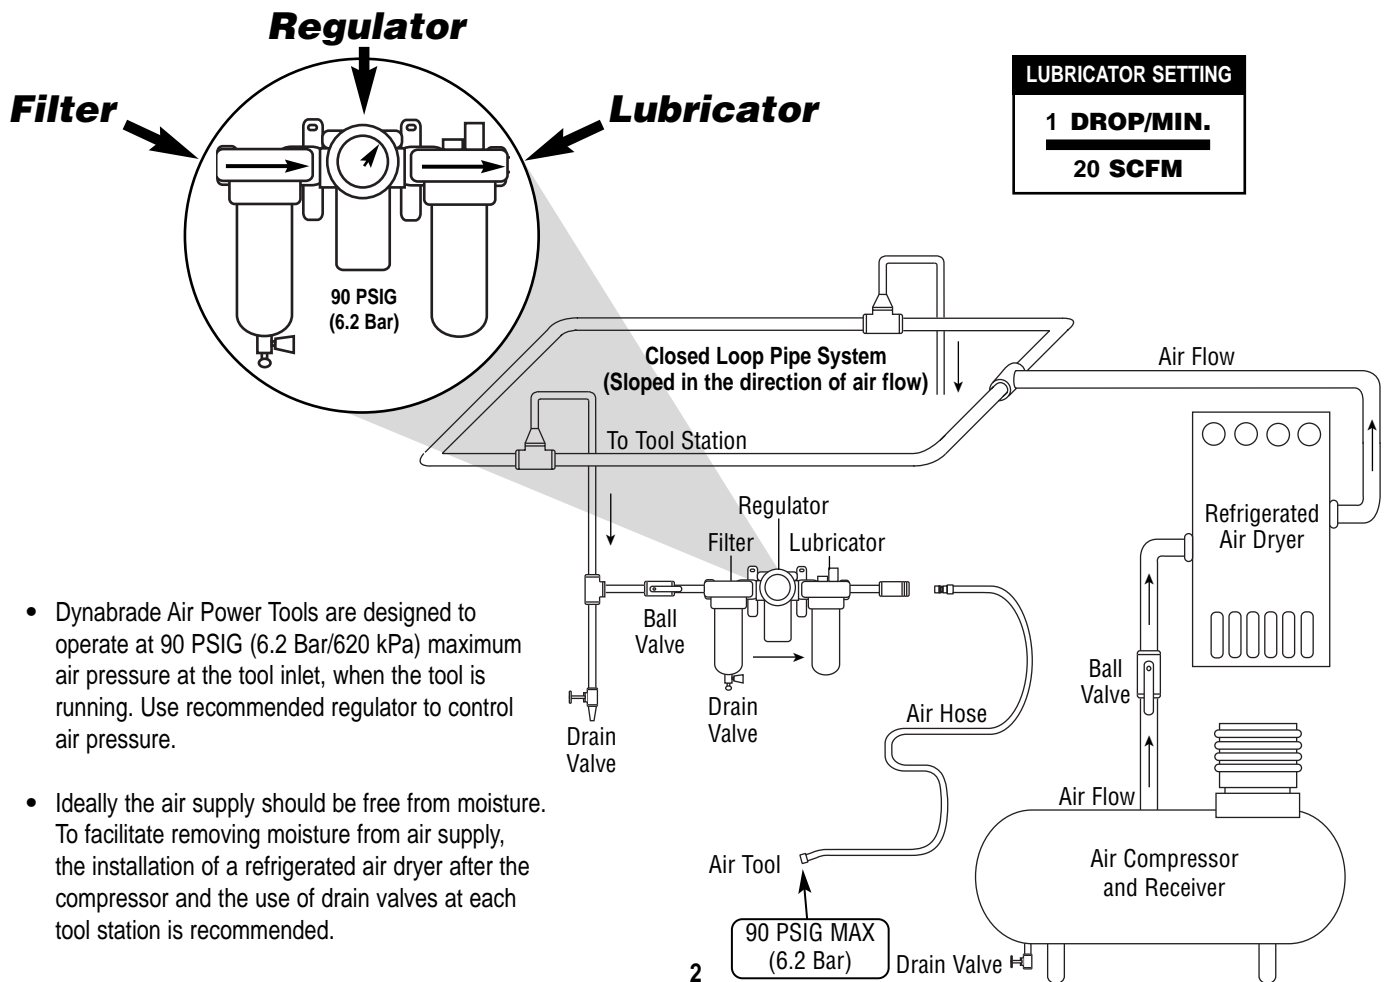 Regulator
Filter
Lubricator
LUBRICATOR SETTING
1 DROP/MIN.
20 SCFM
90 PSIG
(6.2 Bar)
Closed Loop Pipe System
(Sloped in the direction of air flow)
Air Flow
To Tool Station
Refrigerated
Air Dryer
Regulator
Filter
Lubricator
Ball
Valve
Drain
Valve
Drain
Valve
Air Hose
Ball
Valve
Air Flow
Air Compressor
and Receiver
Air Tool
90 PSIG MAX
(6.2 Bar)
Drain Valve
• Dynabrade Air Power Tools are designed to
operate at 90 PSIG (6.2 Bar/620 kPa) maximum
air pressure at the tool inlet, when the tool is
running. Use recommended regulator to control
air pressure.
• Ideally the air supply should be free from moisture.
To facilitate removing moisture from air supply,
the installation of a refrigerated air dryer after the
compressor and the use of drain valves at each
tool station is recommended.
2